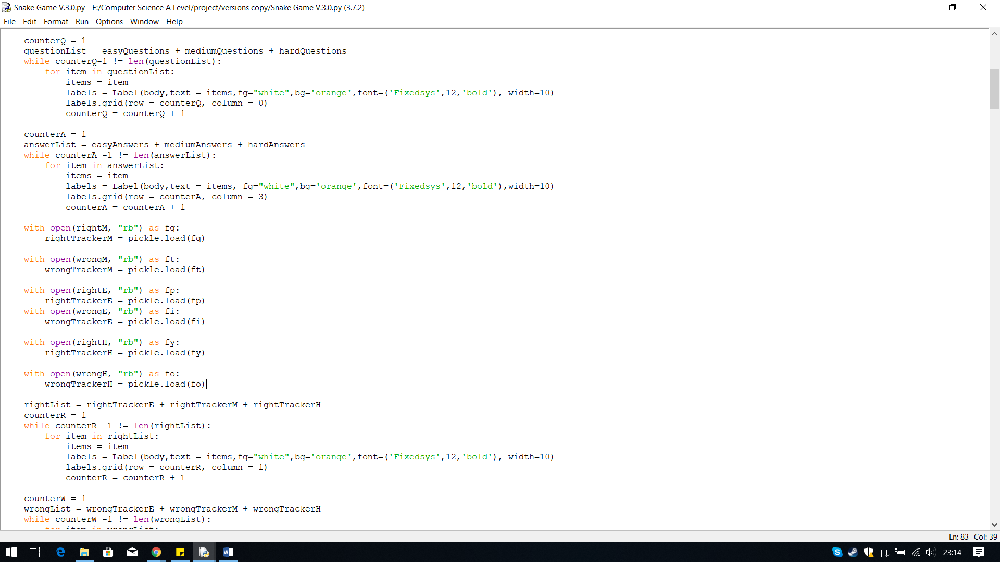 Snake Game V.3.0.py - E:/Computer Science A Level/project/versions copy/Snake Game V.3.0.py (3.7.2)
File Edit Format Run Options Window Help
counterQ = 1
questionList = easyQuestions + mediumQuestions + hardQuestions
while counterQ-1 != len(questionList):
    for item in questionList:
        items = item
        labels = Label(body,text = items,fg="white",bg='orange',font=('Fixedsys',12,'bold'), width=10)
        labels.grid(row = counterQ, column = 0)
        counterQ = counterQ + 1

counterA = 1
answerList = easyAnswers + mediumAnswers + hardAnswers
while counterA -1 != len(answerList):
    for item in answerList:
        items = item
        labels = Label(body,text = items, fg="white",bg='orange',font=('Fixedsys',12,'bold'),width=10)
        labels.grid(row = counterA, column = 3)
        counterA = counterA + 1

with open(rightM, "rb") as fq:
    rightTrackerM = pickle.load(fq)

with open(wrongM, "rb") as ft:
    wrongTrackerM = pickle.load(ft)

with open(rightE, "rb") as fp:
    rightTrackerE = pickle.load(fp)
with open(wrongE, "rb") as fi:
    wrongTrackerE = pickle.load(fi)

with open(rightH, "rb") as fy:
    rightTrackerH = pickle.load(fy)

with open(wrongH, "rb") as fo:
    wrongTrackerH = pickle.load(fo)

rightList = rightTrackerE + rightTrackerM + rightTrackerH
counterR = 1
while counterR -1 != len(rightList):
    for item in rightList:
        items = item
        labels = Label(body,text = items,fg="white",bg='orange',font=('Fixedsys',12,'bold'), width=10)
        labels.grid(row = counterR, column = 1)
        counterR = counterR + 1

counterW = 1
wrongList = wrongTrackerE + wrongTrackerM + wrongTrackerH
while counterW -1 != len(wrongList):
    for item in wrongList:
Ln: 83 Col: 39
23:14